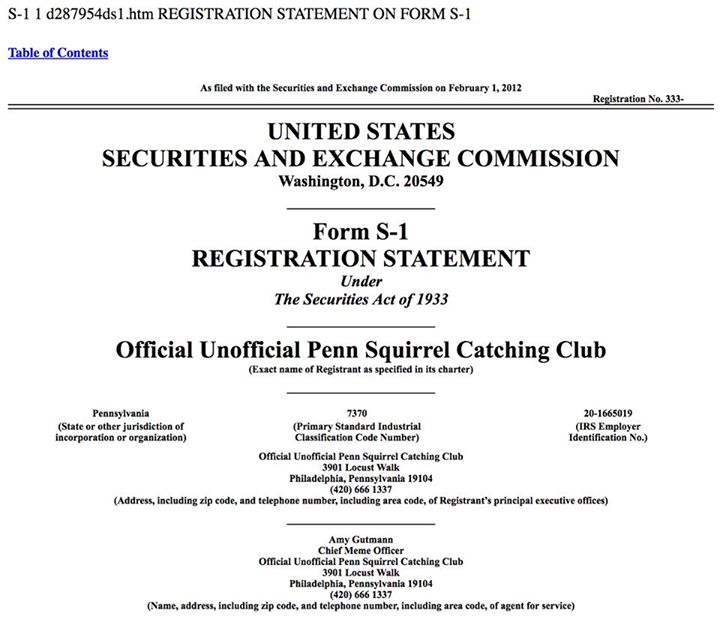 S-1 1 d287954ds1.htm REGISTRATION STATEMENT ON FORM S-1
Table of Contents
As filed with the Securities and Exchange Commission on February 1, 2012
Registration No. 333-
UNITED STATES
SECURITIES AND EXCHANGE COMMISSION
Washington, D.C. 20549
Form S-1
REGISTRATION STATEMENT
Under
The Securities Act of 1933
Official Unofficial Penn Squirrel Catching Club
(Exact name of Registrant as specified in its charter)
Pennsylvania 7370 20-1665019
(State or other jurisdiction of (Primary Standard Industrial (IRS Employer
incorporation or organization) Classification Code Number) Identification No.)
Official Unofficial Penn Squirrel Catching Club
3901 Locust Walk
Philadelphia, Pennsylvania 19104
(420) 666 1337
(Address, including zip code, and telephone number, including area code, of Registrant's principal executive offices)
Amy Gutmann
Chief Meme Officer
Official Unofficial Penn Squirrel Catching Club
3901 Locust Walk
Philadelphia, Pennsylvania 19104
(420) 666 1337
(Name, address, including zip code, and telephone number, including area code, of agent for service)